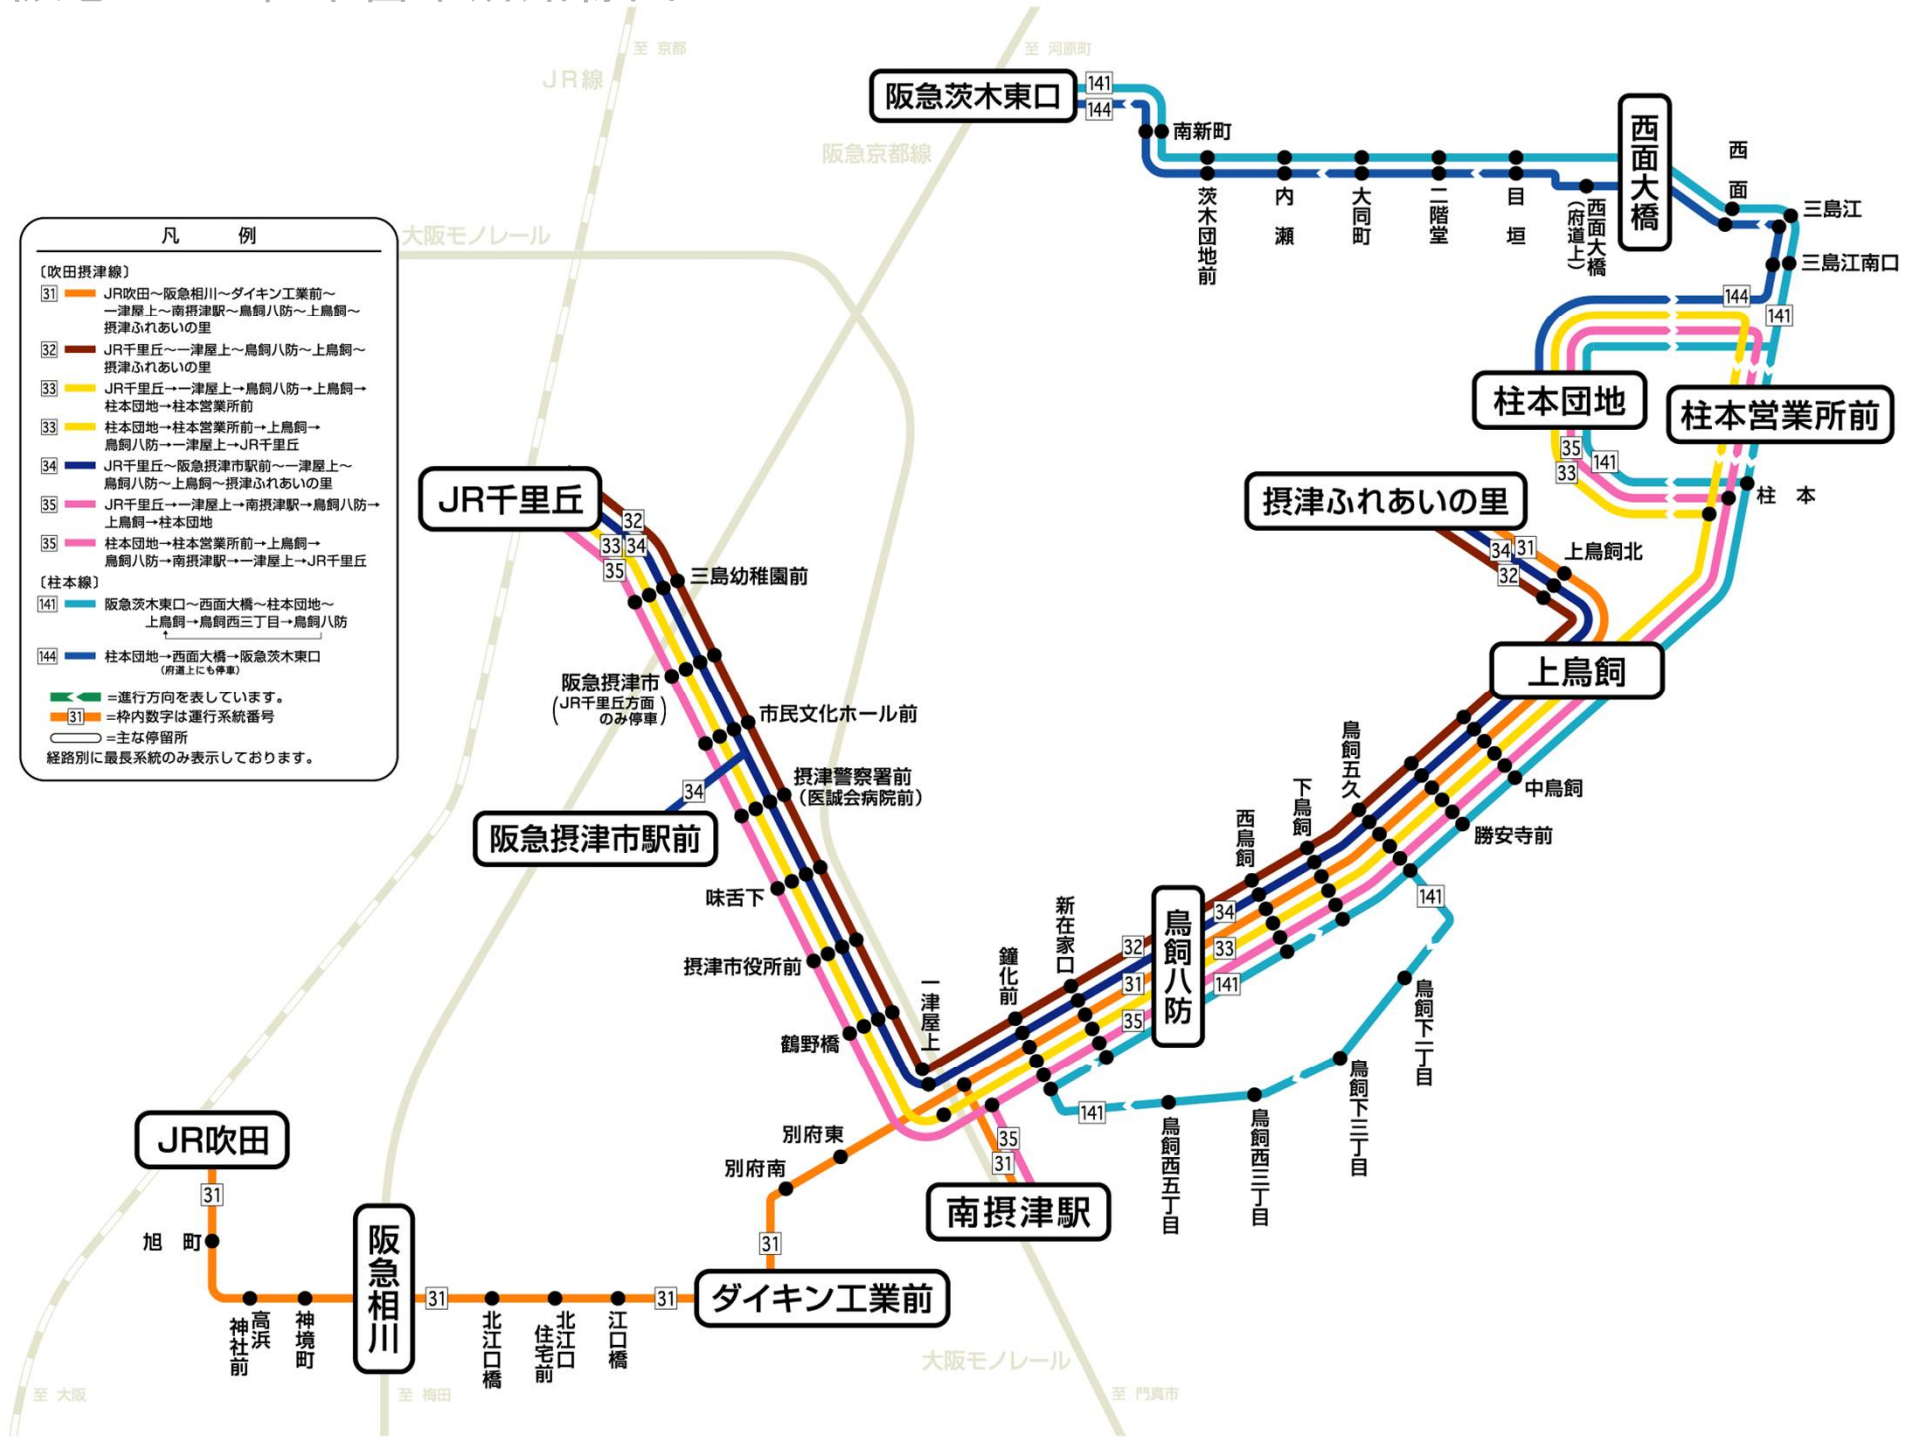 至 京都
至 河原町
JR線
阪急京都線
大阪モノレール
阪急茨木東口
141
144
南新町
茨木団地前
内瀬
大同町
二階堂
目垣
西面大橋
(府道上)
西面大橋
西面
三島江
三島江南口
144
141
柱本団地
柱本営業所前
35
141
33
柱本
凡例
〔吹田摂津線〕
31 JR吹田～阪急相川～ダイキン工業前～
一津屋上～南摂津駅～鳥飼八防～上鳥飼～
摂津ふれあいの里
32 JR千里丘～一津屋上～鳥飼八防～上鳥飼～
摂津ふれあいの里
33 JR千里丘→一津屋上→鳥飼八防→上鳥飼→
柱本団地→柱本営業所前
33 柱本団地→柱本営業所前→上鳥飼→
鳥飼八防→一津屋上→JR千里丘
34 JR千里丘～阪急摂津市駅前～一津屋上～
鳥飼八防～上鳥飼～摂津ふれあいの里
35 JR千里丘→一津屋上→南摂津駅→鳥飼八防→
上鳥飼→柱本団地
35 柱本団地→柱本営業所前→上鳥飼→
鳥飼八防→南摂津駅→一津屋上→JR千里丘
〔柱本線〕
141 阪急茨木東口～西面大橋～柱本団地～
上鳥飼→鳥飼西三丁目→鳥飼八防
144 柱本団地→西面大橋→阪急茨木東口
(府道上にも停車)
=進行方向を表しています。
31 =枠内数字は運行系統番号
=主な停留所
経路別に最長系統のみ表示しております。
JR千里丘
32
33 34
35
三島幼稚園前
阪急摂津市
(JR千里丘方面
のみ停車)
市民文化ホール前
摂津警察署前
(医誠会病院前)
34
阪急摂津市駅前
味舌下
摂津市役所前
鶴野橋
一津屋上
摂津ふれあいの里
34 31
32
上鳥飼北
上鳥飼
中鳥飼
勝安寺前
鳥飼五久
下鳥飼
西鳥飼
鳥飼八防
34
33
141
32
31
35
新在家口
鐘化前
141
鳥飼下二丁目
鳥飼下三丁目
鳥飼西三丁目
鳥飼西五丁目
141
35
31
南摂津駅
別府東
別府南
31
ダイキン工業前
JR吹田
31
旭町
高浜
神社前
神境町
阪急相川
31
北江口橋
北江口
住宅前
江口橋
31
大阪モノレール
至 大阪
至 梅田
至 門真市